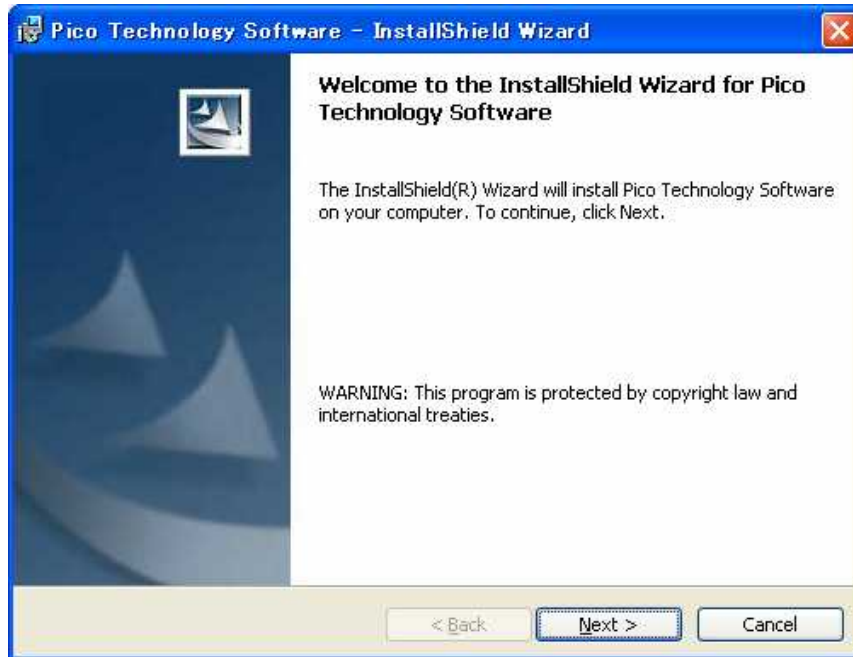 Pico Technology Software - InstallShield Wizard
Welcome to the InstallShield Wizard for Pico
Technology Software
The InstallShield(R) Wizard will install Pico Technology Software
on your computer. To continue, click Next.
WARNING: This program is protected by copyright law and
international treaties.
< Back Next > Cancel